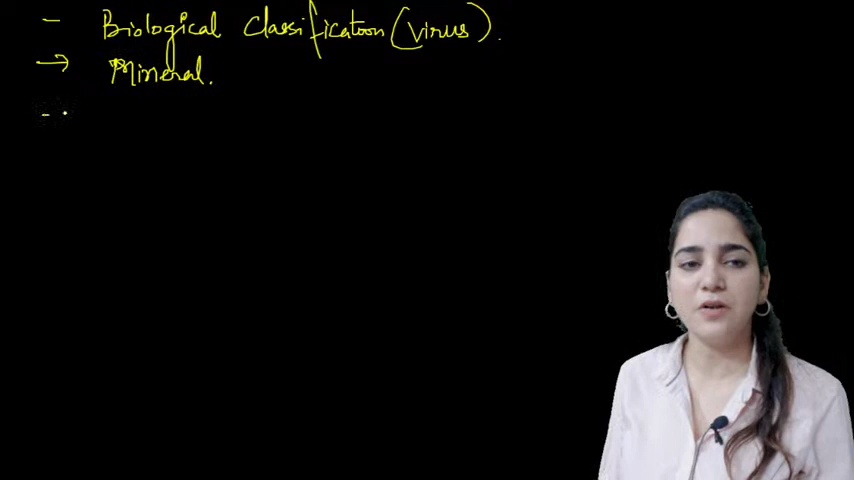 - Biological Classification (virus).
→ Mineral.
-